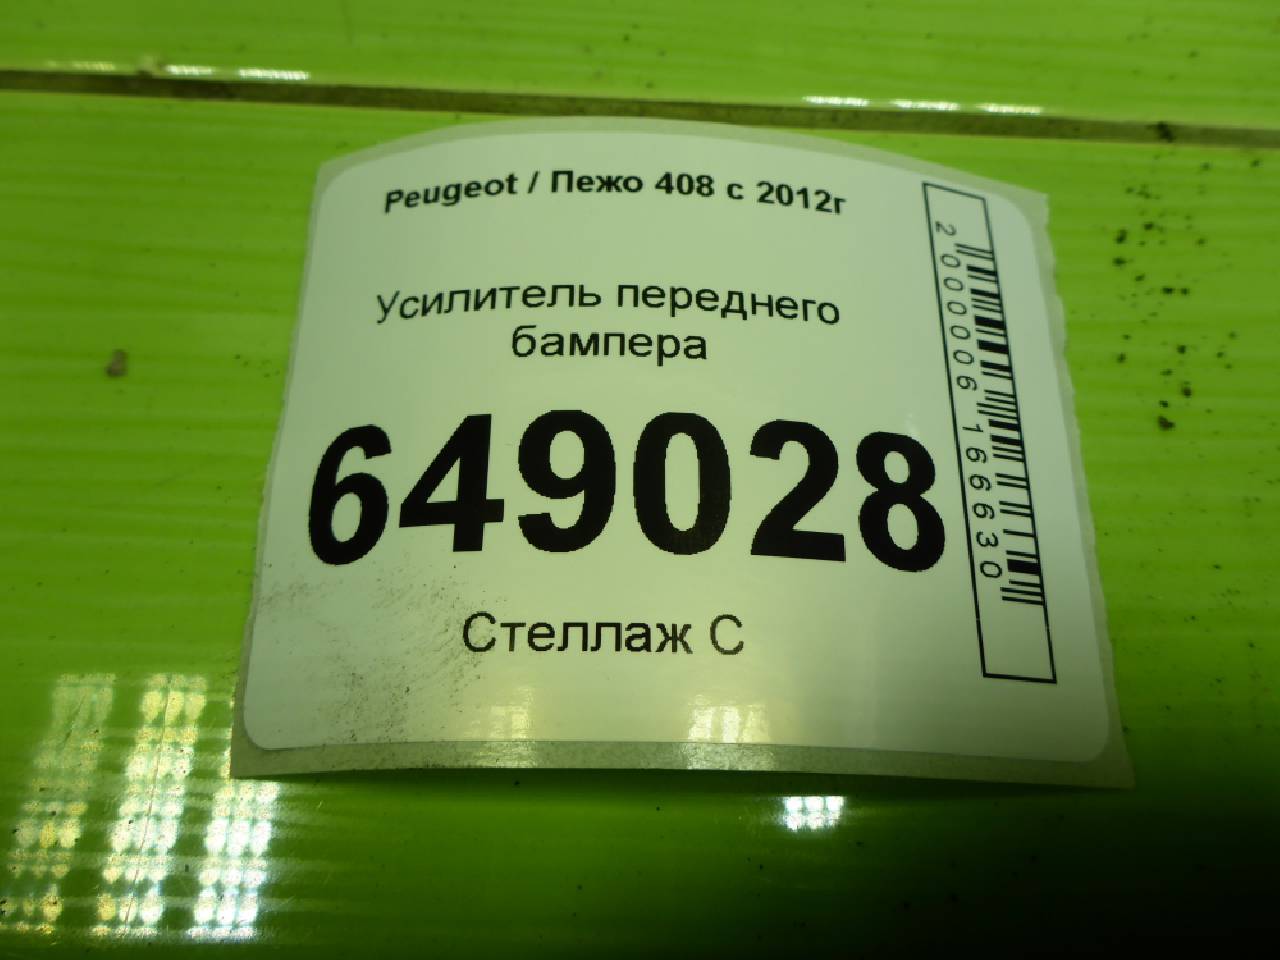 Peugeot / Пежо 408 с 2012г
Усилитель переднего
бампера
649028
Стеллаж С
2000006166630